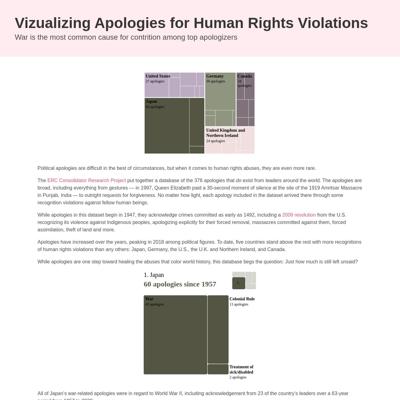 Vizualizing Apologies for Human Rights Violations
War is the most common cause for contrition among top apologizers
United States
Germany
Canada
Japan
United Kingdom and
Northern Ireland
24 apologies
Political apologies are difficult in the best of circumstances, but when it comes to human rights abuses, they are even more rare.
The ERC Consolidator Research Project put together a database of the 376 apologies that do exist from leaders around the world. The apologies are
broad, including everything from gestures — in 1997, Queen Elizabeth paid a 30-second moment of silence at the site of the 1919 Amritsar Massacre
in Punjab, India — to outright requests for forgiveness. No matter how light, each apology included in the dataset arrived there through some
recognition violations against fellow human beings.
While apologies in this dataset begin in 1947, they acknowledge crimes committed as early as 1492, including a 2009 resolution from the U.S.
recognizing its violence against Indigenous peoples, apologizing explicitly for their forced removal, massacres committed against them, forced
assimilation, theft of land and more.
Apologies have increased over the years, peaking in 2018 among political figures. To date, five countries stand above the rest with more recognitions
of human rights violations than any others: Japan, Germany, the U.S., the U.K. and Northern Ireland, and Canada.
While apologies are one step toward healing the abuses that color world history, this database begs the question: Just how much is still left unsaid?
1. Japan
60 apologies since 1957
War
Colonial Rule
Treatment of
sick/disabled
2 apologies
All of Japan's war-related apologies were in regard to World War II, including acknowledgement from 23 of the country's leaders over a 63-year